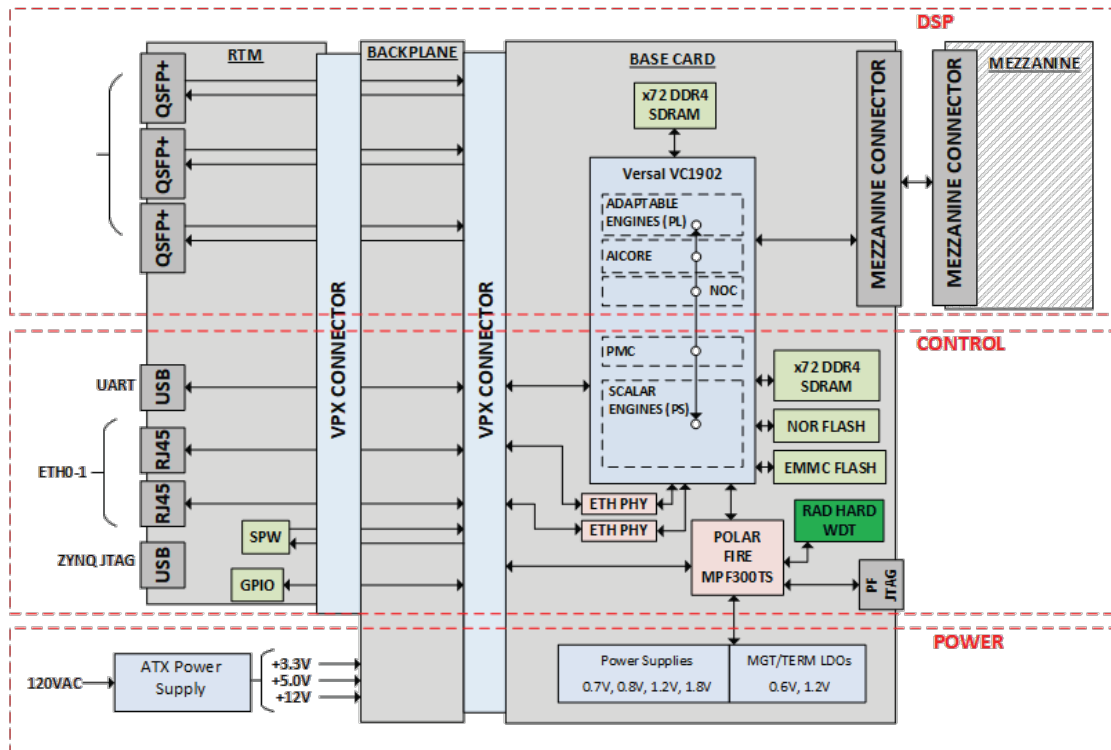 DSP
RTM
BACKPLANE
BASE CARD
MEZZANINE
QSFP+
QSFP+
QSFP+
VPX CONNECTOR
VPX CONNECTOR
x72 DDR4
SDRAM
Versal VC1902
ADAPTABLE
ENGINES (PL)
AICORE
NOC
PMC
SCALAR
ENGINES (PS)
MEZZANINE CONNECTOR
MEZZANINE CONNECTOR
CONTROL
UART
USB
ETH0-1
RJ45
RJ45
ZYNQ JTAG
USB
SPW
GPIO
x72 DDR4
SDRAM
NOR FLASH
EMMC FLASH
ETH PHY
ETH PHY
RAD HARD
WDT
POLAR
FIRE
MPF300TS
PF
JTAG
POWER
120VAC
ATX Power
Supply
+3.3V
+5.0V
+12V
Power Supplies
0.7V, 0.8V, 1.2V, 1.8V
MGT/TERM LDOs
0.6V, 1.2V